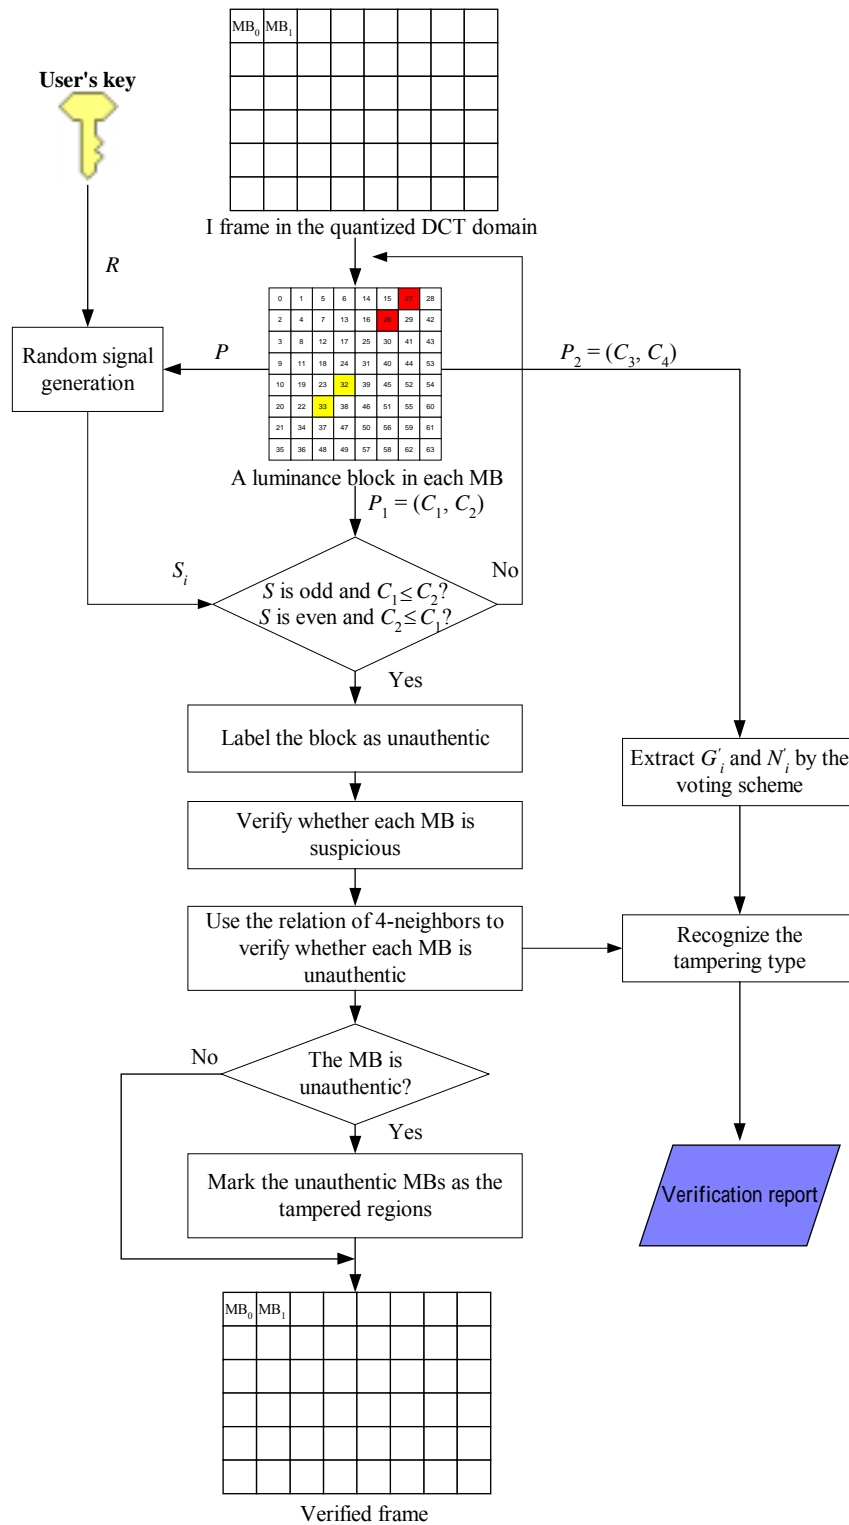 MB0 MB1
User's key
I frame in the quantized DCT domain
R
0 1 5 6 14 15 27 28
2 4 7 13 16 26 29 42
3 8 12 17 25 30 41 43
9 11 18 24 31 40 44 53
10 19 23 32 39 45 52 54
20 22 33 38 46 51 55 60
21 34 37 47 50 56 59 61
35 36 48 49 57 58 62 63
Random signal
generation
P
P2 = (C3, C4)
A luminance block in each MB
P1 = (C1, C2)
Si
No
S is odd and C1 ≤ C2?
S is even and C2 ≤ C1?
Yes
Label the block as unauthentic
Extract G'i and N'i by the
voting scheme
Verify whether each MB is
suspicious
Use the relation of 4-neighbors to
verify whether each MB is
unauthentic
Recognize the
tampering type
No
The MB is
unauthentic?
Yes
Mark the unauthentic MBs as the
tampered regions
Verification report
MB0 MB1
Verified frame